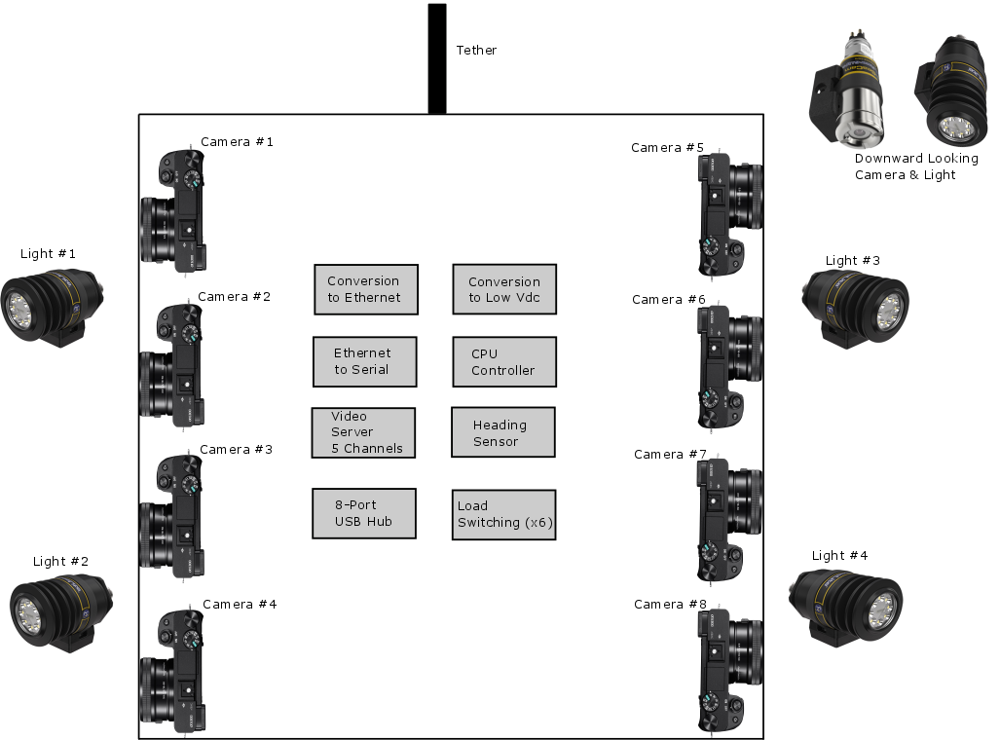 Tether
Downward Looking
Camera & Light
Camera #1
Camera #5
Light #1
Light #3
Camera #2
Camera #6
Conversion
to Ethernet
Conversion
to Low Vdc
Ethernet
to Serial
CPU
Controller
Video
Server
5 Channels
Heading
Sensor
Camera #3
Camera #7
8-Port
USB Hub
Load
Switching (x6)
Light #2
Light #4
Camera #4
Camera #8